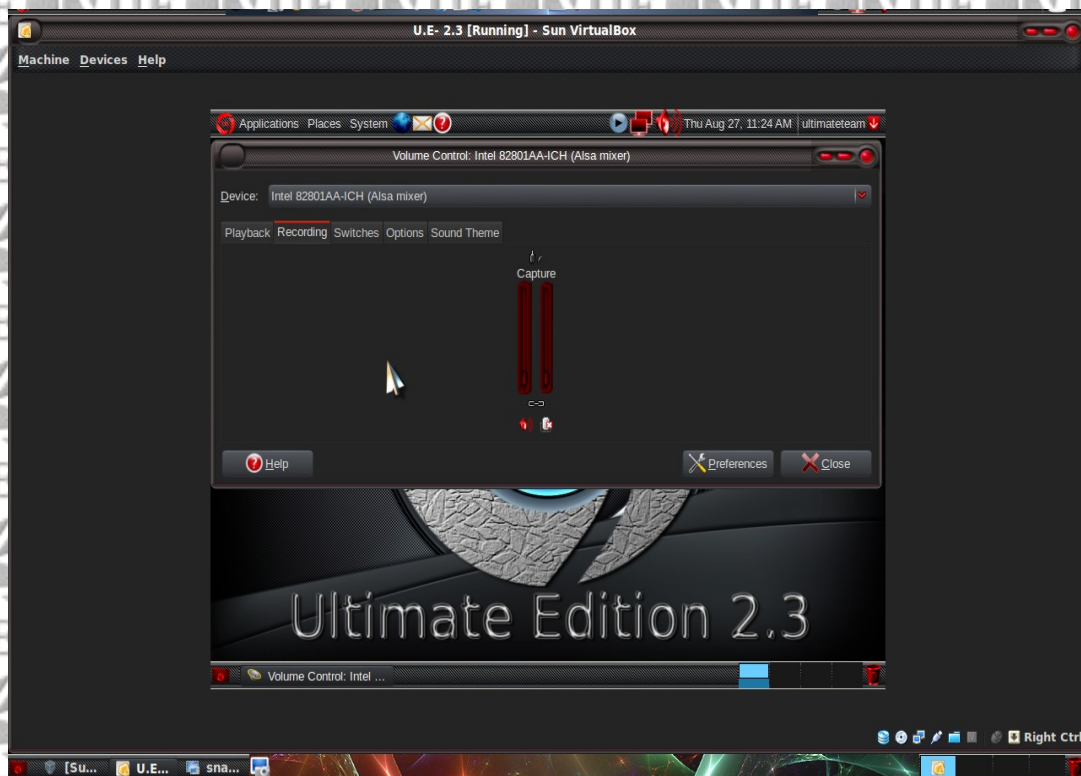 U.E- 2.3 [Running] - Sun VirtualBox
Machine Devices Help
Applications Places System
Thu Aug 27, 11:24 AM ultimateteam
Volume Control: Intel 82801AA-ICH (Alsa mixer)
Device: Intel 82801AA-ICH (Alsa mixer)
Playback Recording Switches Options Sound Theme
Capture
Help Preferences Close
Ultimate Edition 2.3
Volume Control: Intel ...
Right Ctrl
[Su... U.E... sna...